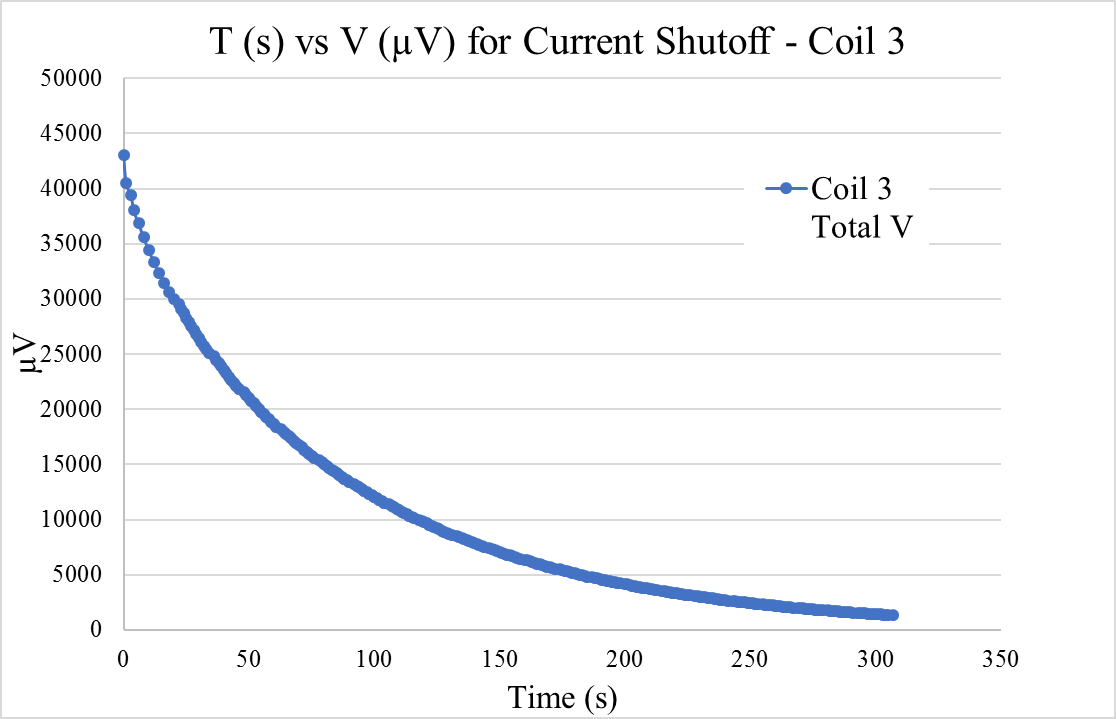 T (s) vs V (µV) for Current Shutoff - Coil 3
50000
45000
40000
35000
30000
25000
20000
15000
10000
5000
0
µV
Coil 3
Total V
0 50 100 150 200 250 300 350
Time (s)